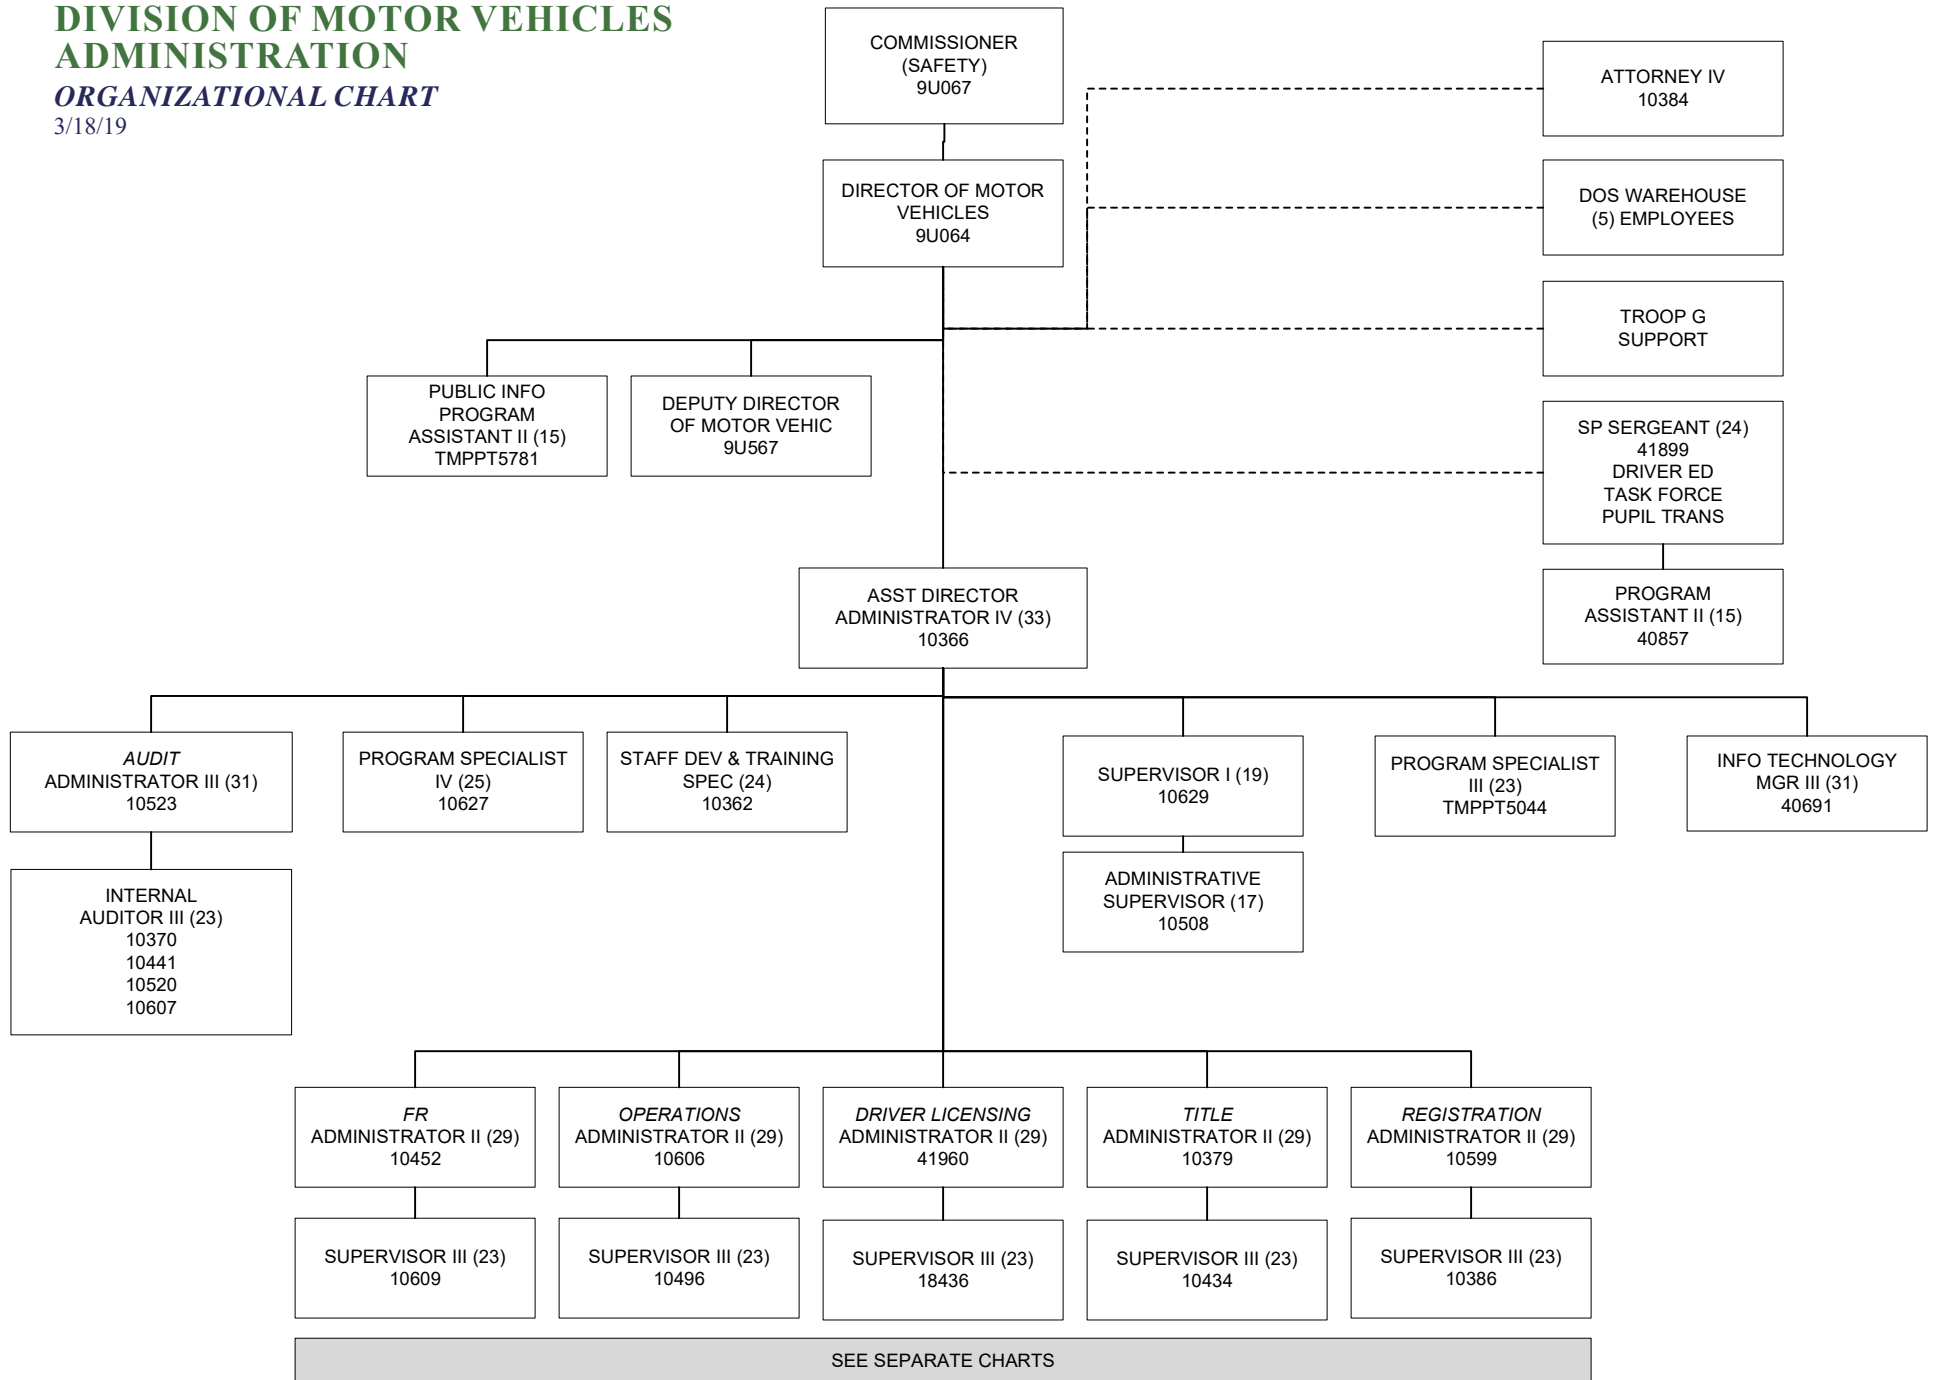 DIVISION OF MOTOR VEHICLES
ADMINISTRATION
ORGANIZATIONAL CHART
3/18/19
COMMISSIONER
(SAFETY)
9U067
ATTORNEY IV
10384
DIRECTOR OF MOTOR
VEHICLES
9U064
DOS WAREHOUSE
(5) EMPLOYEES
TROOP G
SUPPORT
PUBLIC INFO
PROGRAM
ASSISTANT II (15)
TMPPT5781
DEPUTY DIRECTOR
OF MOTOR VEHIC
9U567
SP SERGEANT (24)
41899
DRIVER ED
TASK FORCE
PUPIL TRANS
ASST DIRECTOR
ADMINISTRATOR IV (33)
10366
PROGRAM
ASSISTANT II (15)
40857
AUDIT
ADMINISTRATOR III (31)
10523
PROGRAM SPECIALIST
IV (25)
10627
STAFF DEV & TRAINING
SPEC (24)
10362
SUPERVISOR I (19)
10629
PROGRAM SPECIALIST
III (23)
TMPPT5044
INFO TECHNOLOGY
MGR III (31)
40691
INTERNAL
AUDITOR III (23)
10370
10441
10520
10607
ADMINISTRATIVE
SUPERVISOR (17)
10508
FR
ADMINISTRATOR II (29)
10452
OPERATIONS
ADMINISTRATOR II (29)
10606
DRIVER LICENSING
ADMINISTRATOR II (29)
41960
TITLE
ADMINISTRATOR II (29)
10379
REGISTRATION
ADMINISTRATOR II (29)
10599
SUPERVISOR III (23)
10609
SUPERVISOR III (23)
10496
SUPERVISOR III (23)
18436
SUPERVISOR III (23)
10434
SUPERVISOR III (23)
10386
SEE SEPARATE CHARTS